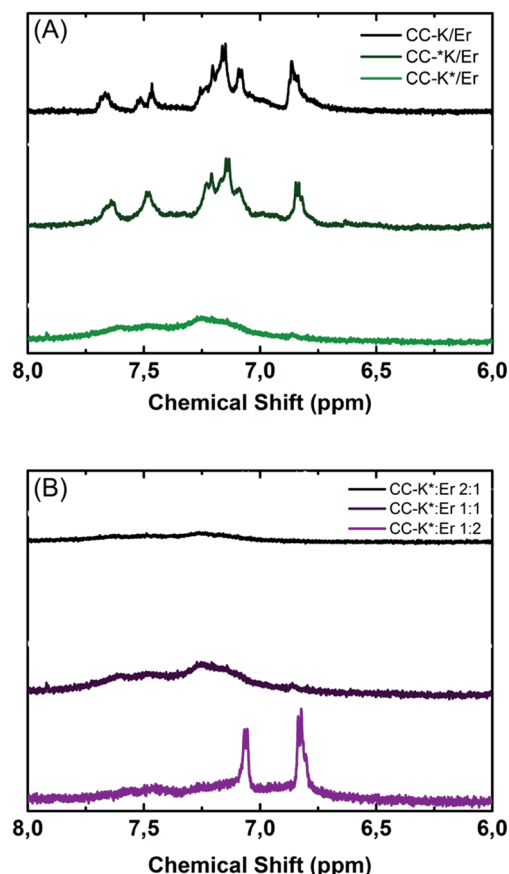 (A)
CC-K/Er
CC-*K/Er
CC-K*/Er
8,0 7,5 7,0 6,5 6,0
Chemical Shift (ppm)
(B)
CC-K*:Er 2:1
CC-K*:Er 1:1
CC-K*:Er 1:2
8,0 7,5 7,0 6,5 6,0
Chemical Shift (ppm)